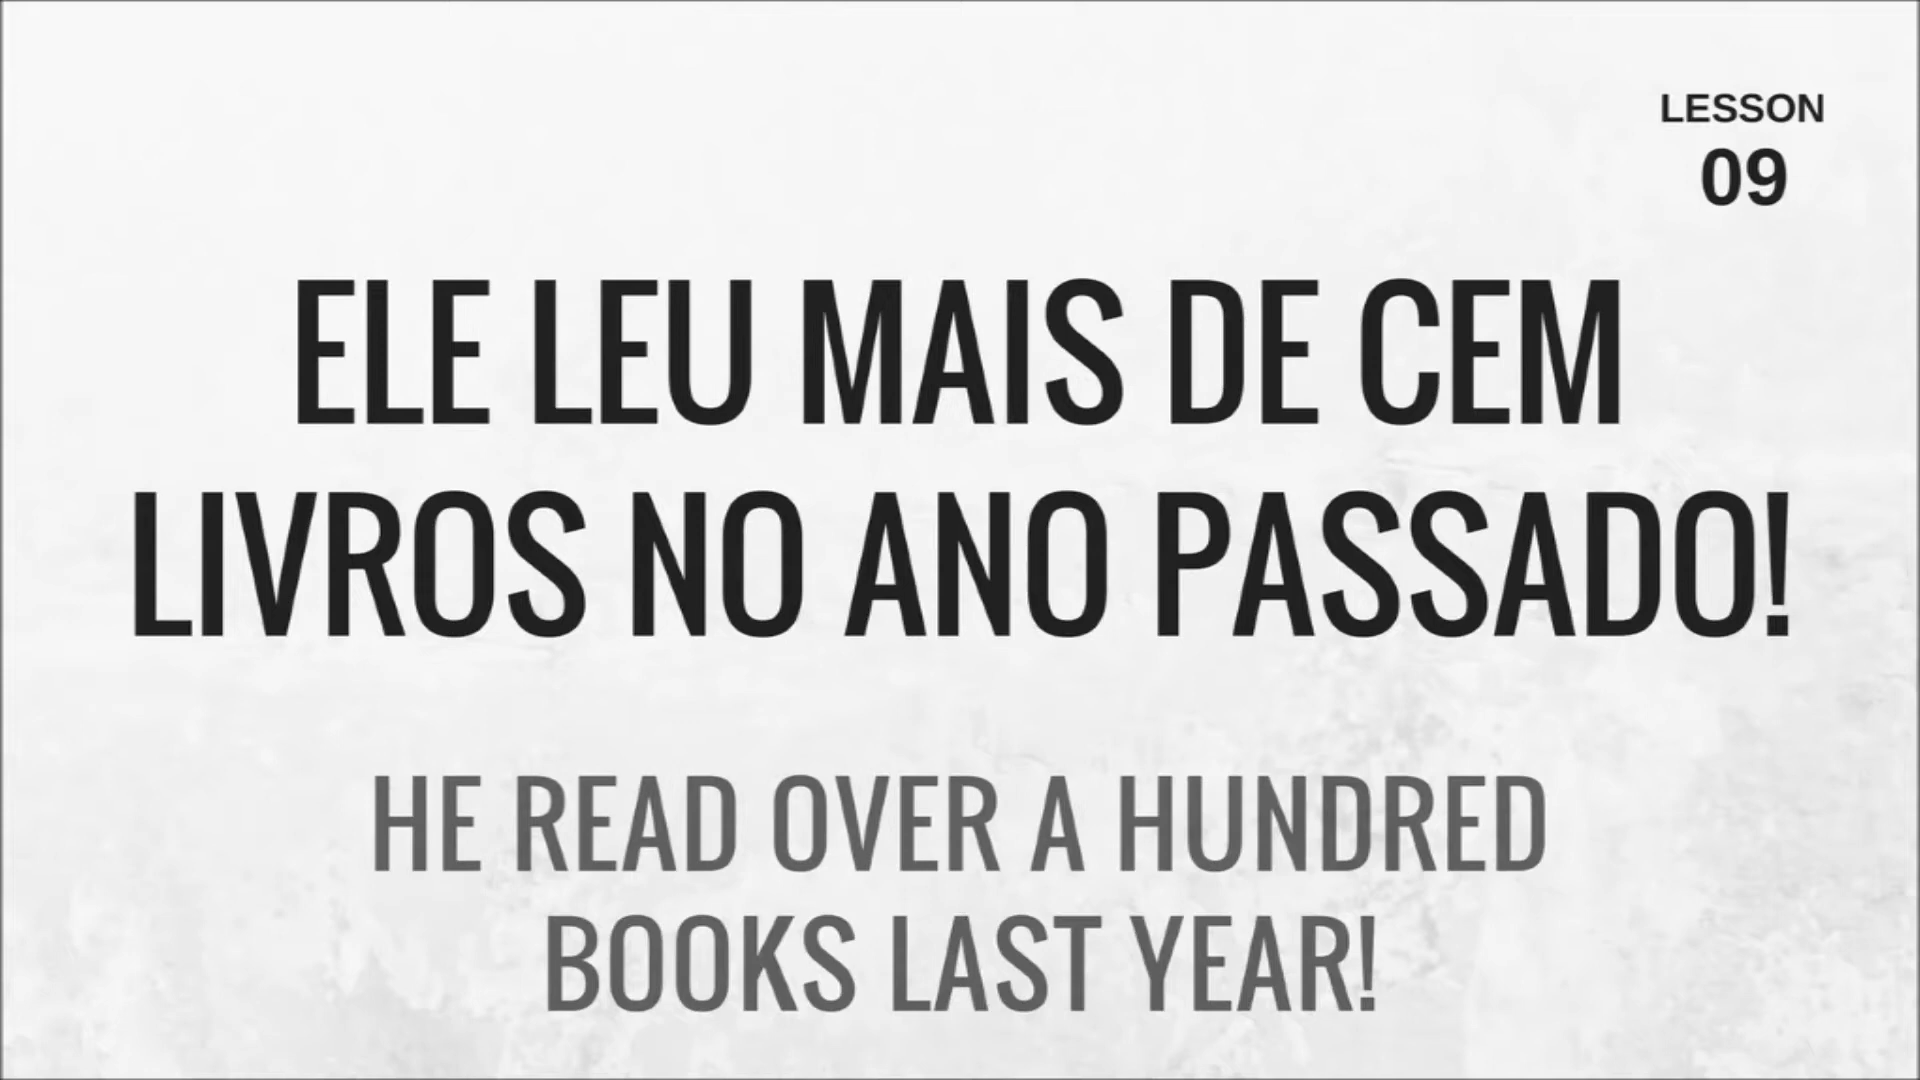 LESSON
09
ELE LEU MAIS DE CEM
LIVROS NO ANO PASSADO!
HE READ OVER A HUNDRED
BOOKS LAST YEAR!